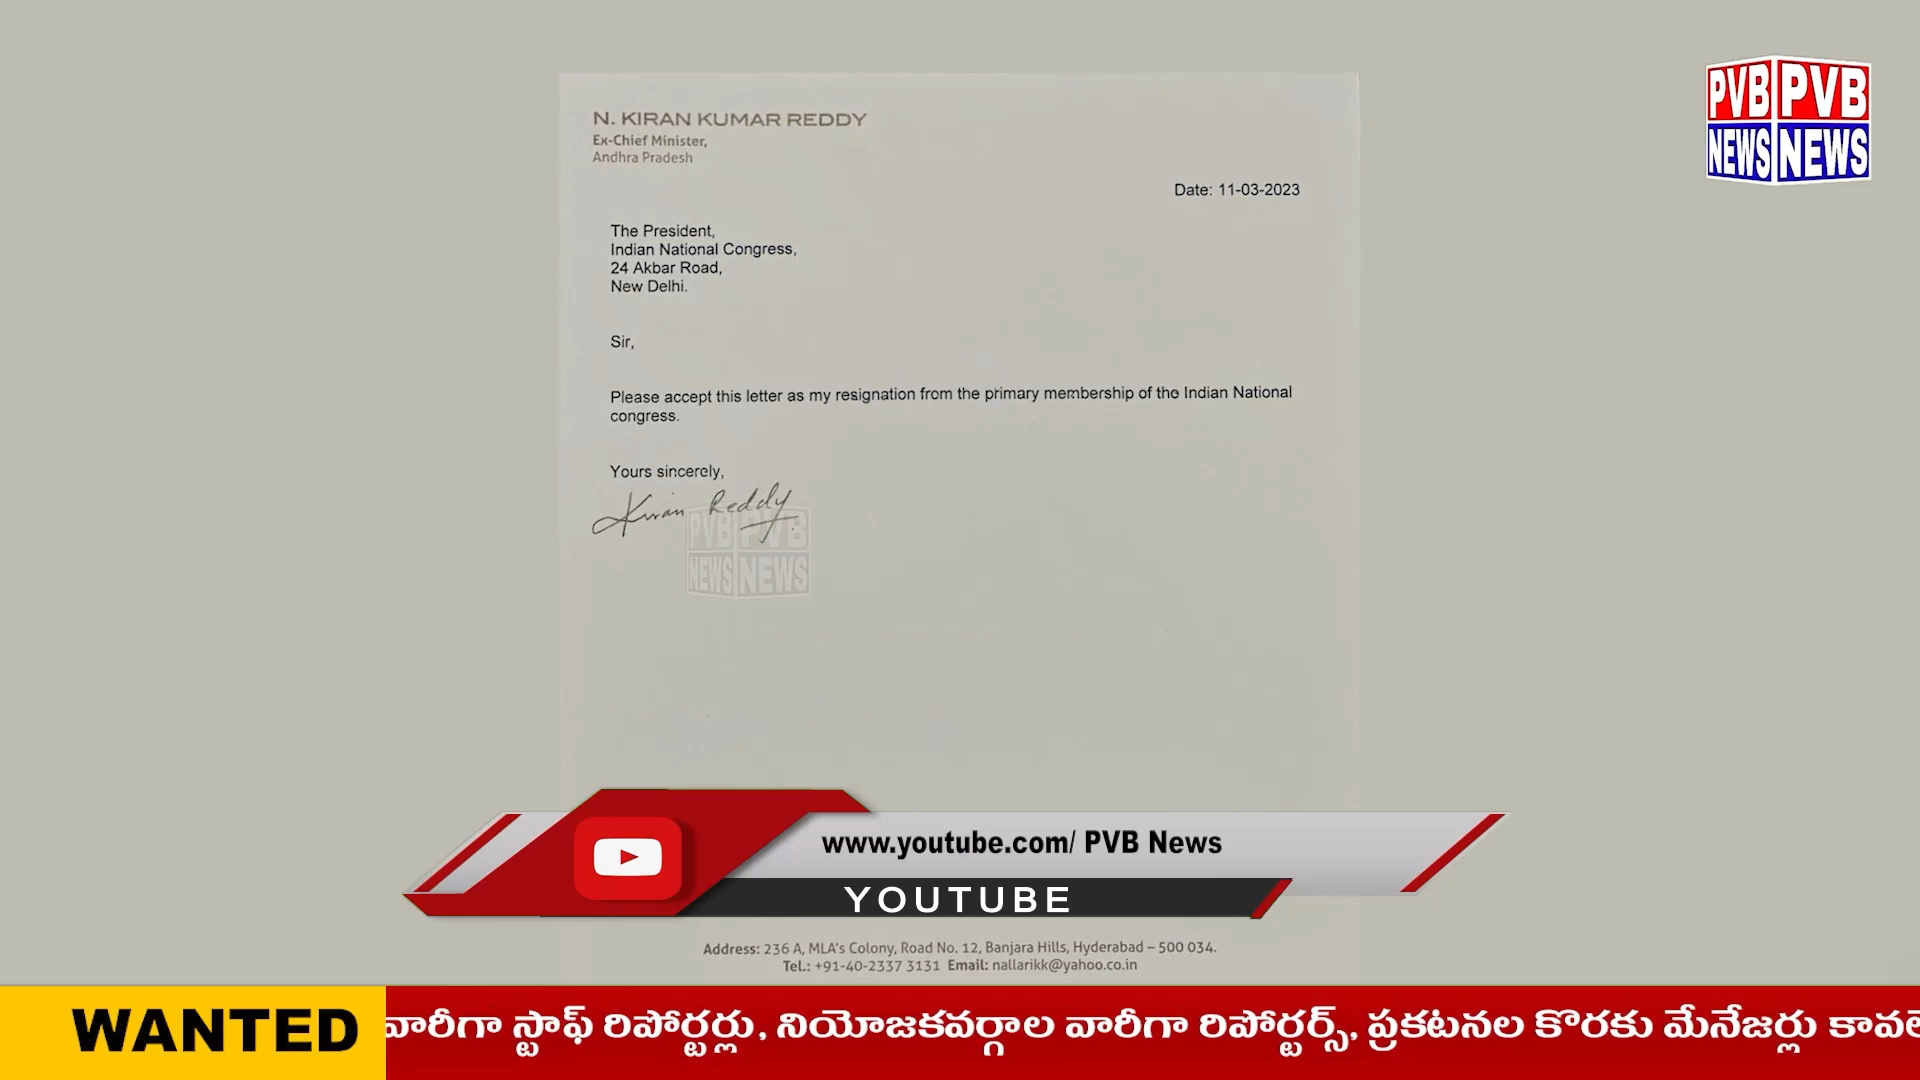 N. KIRAN KUMAR REDDY
Ex-Chief Minister,
Andhra Pradesh
Date: 11-03-2023
The President,
Indian National Congress,
24 Akbar Road,
New Delhi.
Sir,
Please accept this letter as my resignation from the primary membership of the Indian National
congress.
Yours sincerely,
Kiran Reddy
PVB PVB
NEWS NEWS
PVB PVB
NEWS NEWS
www.youtube.com/ PVB News
YOUTUBE
Address: 236 A, MLA's Colony, Road No. 12, Banjara Hills, Hyderabad – 500 034.
Tel.: +91-40-2337 3131 Email: nallarikk@yahoo.co.in
WANTED వారీగా స్టాఫ్ రిపోర్టర్లు, నియోజకవర్గాల వారీగా రిపోర్టర్స్, ప్రకటనల కొరకు మేనేజర్లు